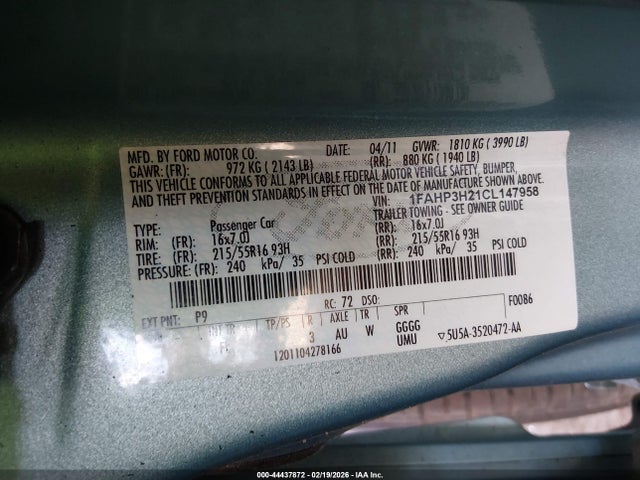 MFD. BY FORD MOTOR CO. DATE: 04/11 GVWR: 1810 KG ( 3990 LB)
GAWR: (FR): 972 KG ( 2143 LB) (RR): 880 KG ( 1940 LB)
THIS VEHICLE CONFORMS TO ALL APPLICABLE FEDERAL MOTOR VEHICLE SAFETY, BUMPER,
AND THEFT PREVENTION STANDARDS IN EFFECT ON THE DATE OF MANUFACTURE SHOWN ABOVE.
1FAHP3H21CL147958
TYPE: Passenger Car TRAILER TOWING - SEE OWNER GUIDE
RIM: (FR): 16x7.0J (RR): 16x7.0J
TIRE: (FR): 215/55R16 93H (RR): 215/55R16 93H
PRESSURE: (FR): 240 kPa/ 35 PSI COLD (RR): 240 kPa/ 35 PSI COLD
RC: 72 DSO: F0086
EXT PNT: P9
INT TR TP/PS R AXLE TR SPR
3 AU W GGGG
UMU ▽5U5A-3520472-AA
1201104278166
000-44437872 - 02/19/2026 - IAA Inc.